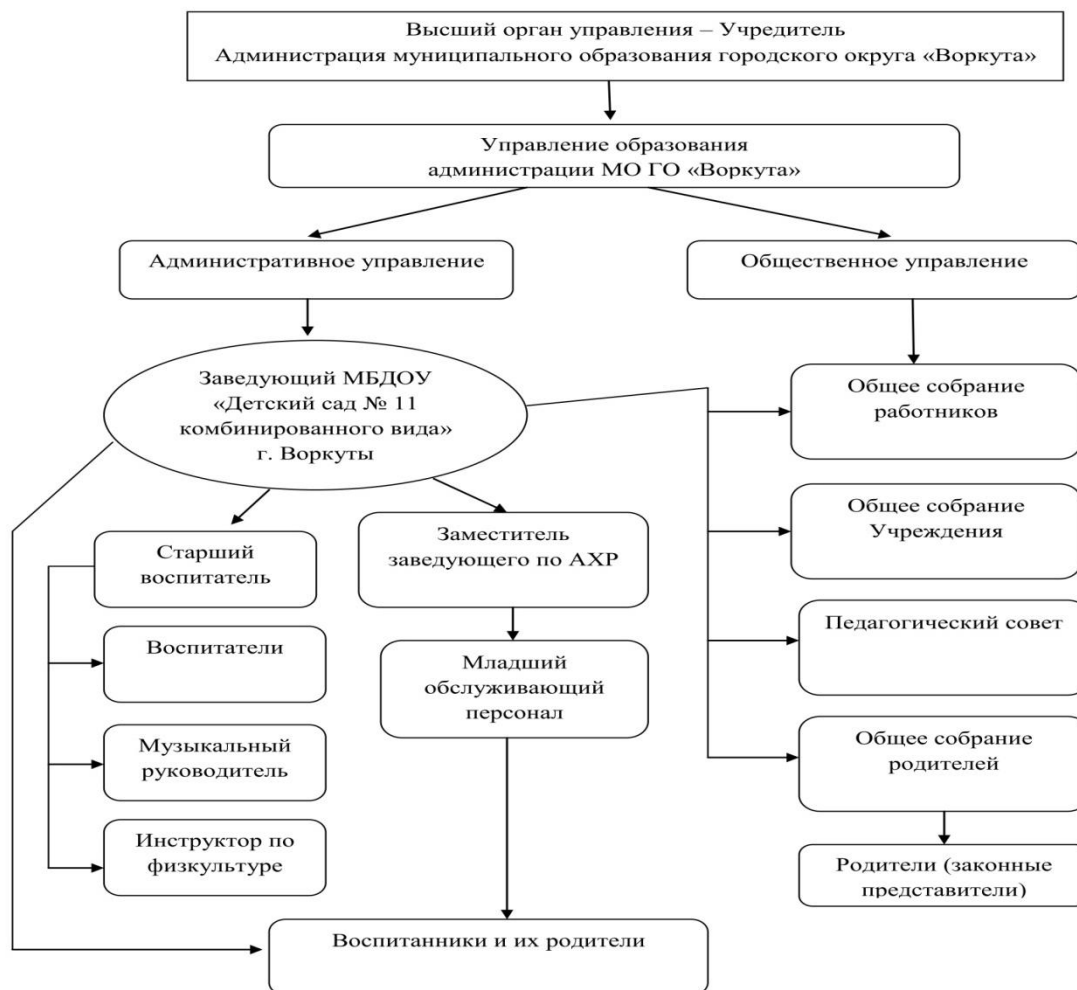 Высший орган управления – Учредитель
Администрация муниципального образования городского округа «Воркута»
Управление образования
администрации МО ГО «Воркута»
Административное управление
Общественное управление
Заведующий МБДОУ
«Детский сад № 11
комбинированного вида»
г. Воркуты
Общее собрание
работников
Общее собрание
Учреждения
Педагогический совет
Общее собрание
родителей
Родители (законные
представители)
Старший
воспитатель
Воспитатели
Музыкальный
руководитель
Инструктор по
физкультуре
Заместитель
заведующего по АХР
Младший
обслуживающий
персонал
Воспитанники и их родители